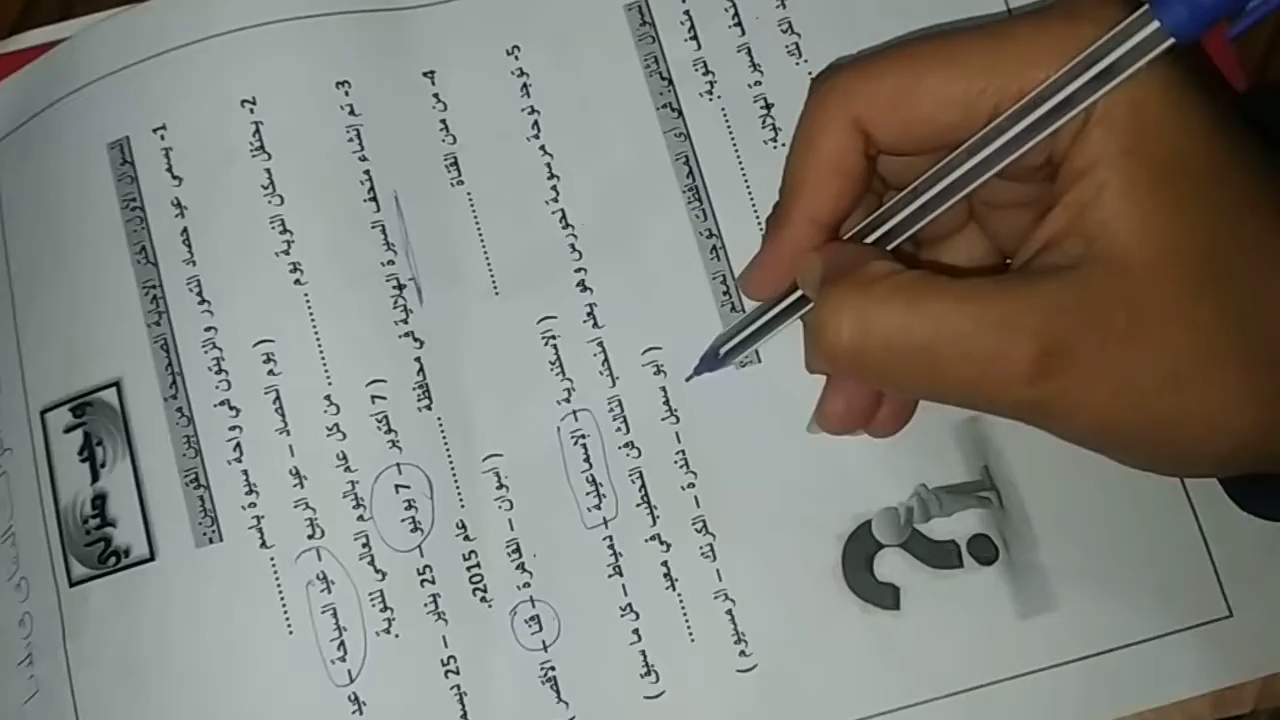 واجب منزلي
السؤال الأول: اختر الاجابة الصحيحة من بين القوسين:
1- يسمى عيد حصاد التمور والزيتون في واحة سيوة باسم ............
( يوم الحصاد – عيد الربيع – عيد السياحة – عيد
2- يحتفل سكان النوبة يوم ............ من كل عام باليوم العالمي للنوبة.
( 7 أكتوبر – 7 يوليو – 25 يناير – 25 ديسم
3- تم إنشاء متحف السيرة الهلالية في محافظة ............ عام 2015م.
( أسوان – القاهرة – قنا – الأقصر )
4- من مدن القناة ............
( الإسكندرية – الإسماعيلية – دمياط – كل ما سبق )
5- توجد لوحة مرسومة لحورس وهو يعلم امنحتب الثالث فن التحطيب في معبد .........
( أبو سمبل – دندرة – الكرنك – الرمسيوم )
السؤال الثاني: في أي المحافظات توجد المعالم
متحف النوبة: ............
متحف السيرة الهلالية:
د الكرنك: